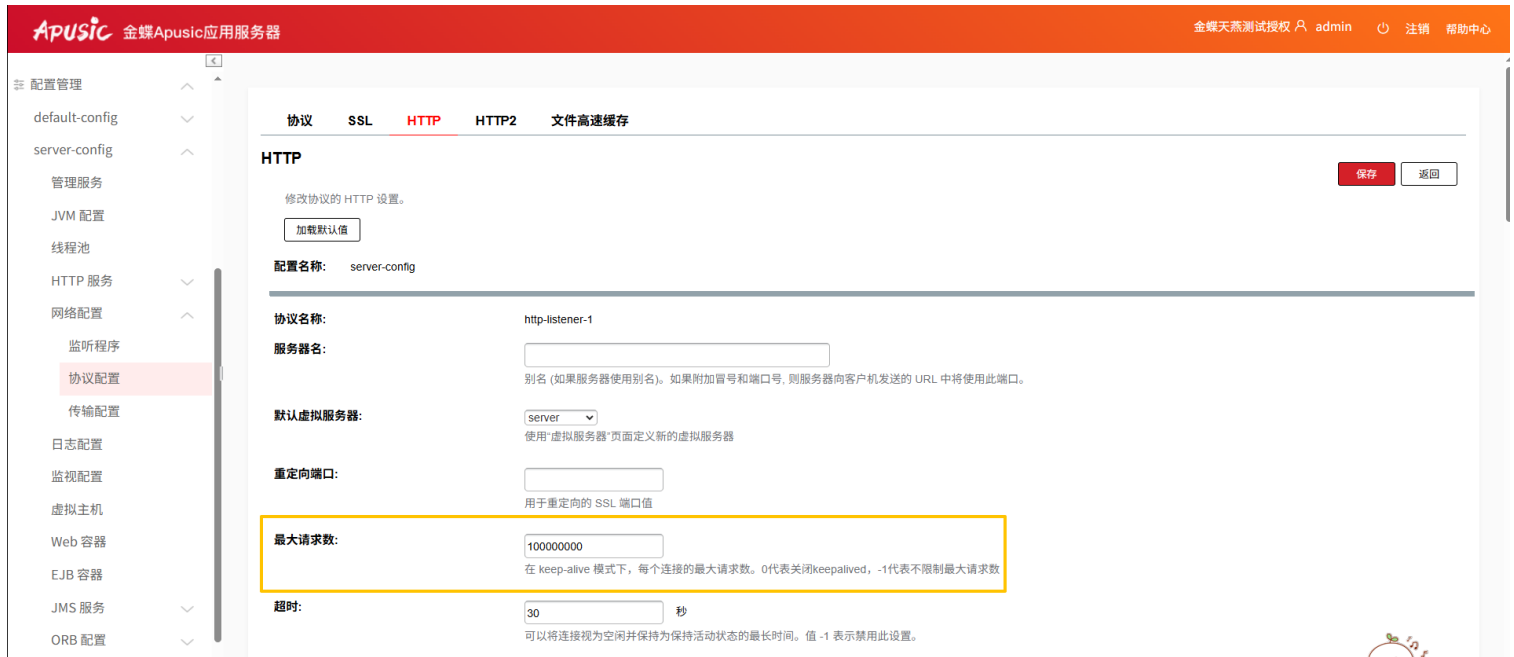 Apusic 金蝶Apusic应用服务器
金蝶天燕测试授权 admin 注销 帮助中心
配置管理
default-config
server-config
管理服务
JVM 配置
线程池
HTTP 服务
网络配置
监听程序
协议配置
传输配置
日志配置
监视配置
虚拟主机
Web 容器
EJB 容器
JMS 服务
ORB 配置
协议 SSL HTTP HTTP2 文件高速缓存
HTTP
保存 返回
修改协议的 HTTP 设置。
加载默认值
配置名称: server-config
协议名称: http-listener-1
服务器名:
别名 (如果服务器使用别名)。如果附加冒号和端口号, 则服务器向客户机发送的 URL 中将使用此端口。
默认虚拟服务器: server
使用“虚拟服务器”页面定义新的虚拟服务器
重定向端口:
用于重定向的 SSL 端口值
最大请求数: 100000000
在 keep-alive 模式下，每个连接的最大请求数。0代表关闭keepalived，-1代表不限制最大请求数
超时: 30 秒
可以将连接视为空闲并保持为保持活动状态的最长时间。值 -1 表示禁用此设置。